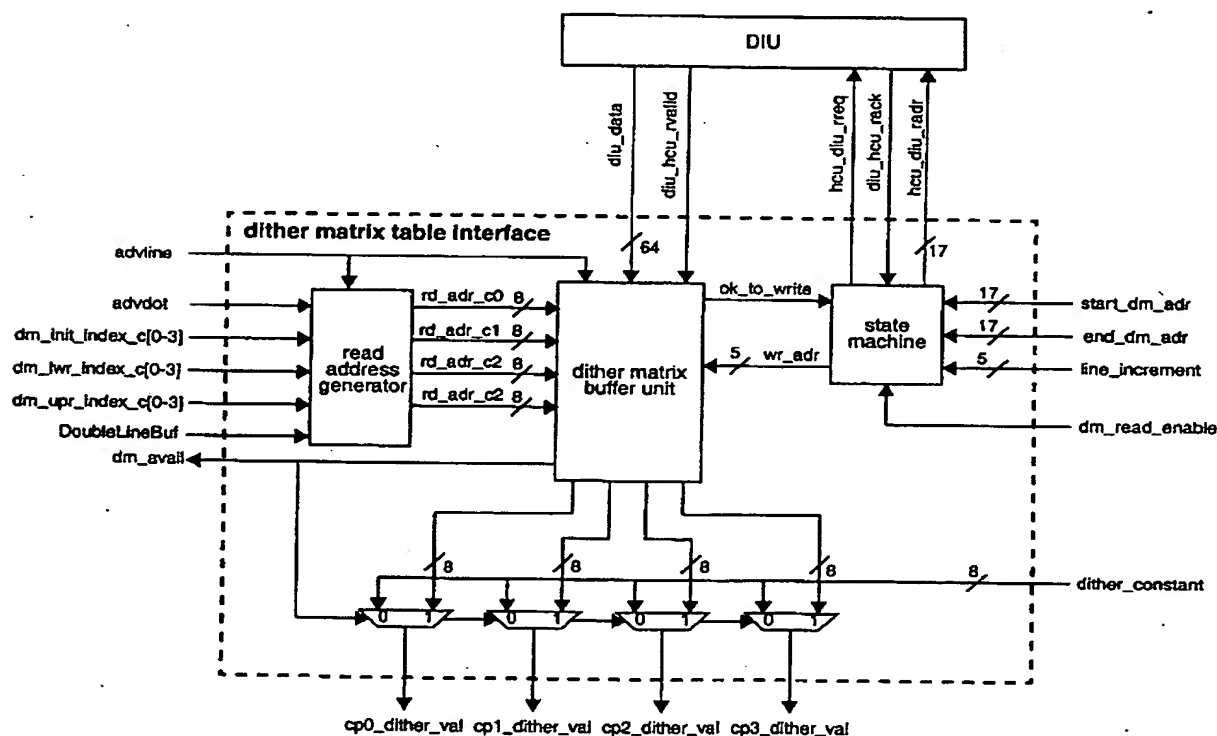 DIU
diu_data
diu_hcu_rvalid
hcu_diu_rreq
diu_hcu_rack
hcu_diu_radr
dither matrix table interface
64
17
advline
advdot
dm_init_index_c[0-3]
dm_lwr_index_c[0-3]
dm_upr_index_c[0-3]
DoubleLineBuf
dm_avail
read
address
generator
rd_adr_c0 8
rd_adr_c1 8
rd_adr_c2 8
rd_adr_c2 8
dither matrix
buffer unit
ok_to_write
5 wr_adr
state
machine
17 start_dm_adr
17 end_dm_adr
5 line_increment
dm_read_enable
8 8 8 8 8 dither_constant
0 1 0 1 0 1 0 1
cp0_dither_val cp1_dither_val cp2_dither_val cp3_dither_val